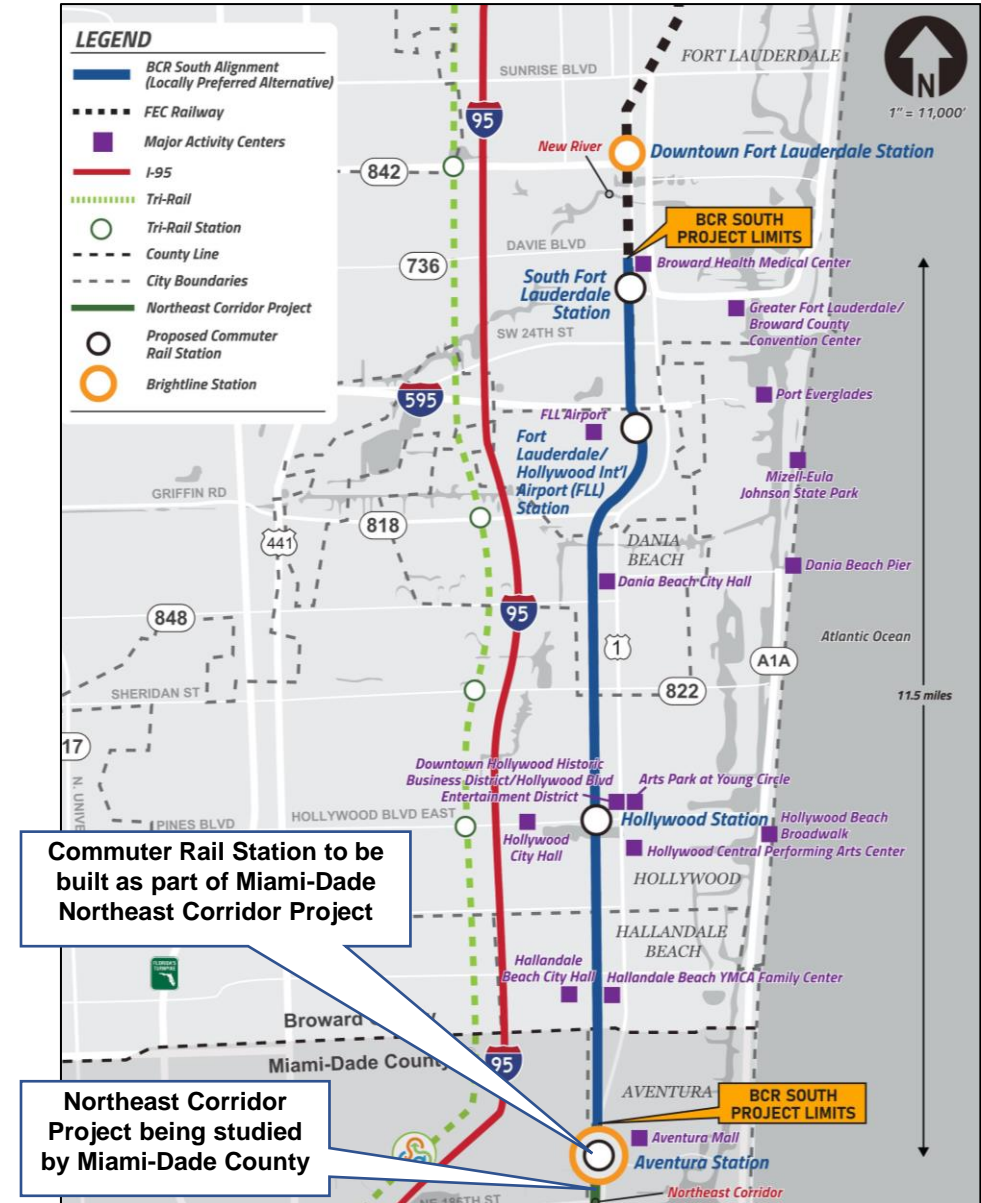 LEGEND
BCR South Alignment
(Locally Preferred Alternative)
FEC Railway
Major Activity Centers
I-95
Tri-Rail
Tri-Rail Station
County Line
City Boundaries
Northeast Corridor Project
Proposed Commuter
Rail Station
Brightline Station
FORT LAUDERDALE
N
1" = 11,000'
SUNRISE BLVD
95
New River
Downtown Fort Lauderdale Station
842
BCR SOUTH
PROJECT LIMITS
DAVIE BLVD
736
Broward Health Medical Center
South Fort
Lauderdale
Station
Greater Fort Lauderdale/
Broward County
Convention Center
SW 24TH ST
595
Port Everglades
FLL Airport
Fort
Lauderdale/
Hollywood Int'l
Airport (FLL)
Station
Mizell-Eula
Johnson State Park
GRIFFIN RD
818
441
DANIA
BEACH
Dania Beach Pier
Dania Beach City Hall
95
848
1
Atlantic Ocean
A1A
SHERIDAN ST
822
11.5 miles
17
N. UNIVE
Downtown Hollywood Historic
Business District/Hollywood Blvd
Entertainment District
Arts Park at Young Circle
PINES BLVD
HOLLYWOOD BLVD EAST
Hollywood Station
Hollywood Beach
Broadwalk
Hollywood
City Hall
Hollywood Central Performing Arts Center
HOLLYWOOD
Commuter Rail Station to be
built as part of Miami-Dade
Northeast Corridor Project
HALLANDALE
BEACH
Hallandale
Beach City Hall
Hallandale Beach YMCA Family Center
Broward
Miami-Dade County
95
AVENTURA
BCR SOUTH
PROJECT LIMITS
Northeast Corridor
Project being studied
by Miami-Dade County
Aventura Mall
Aventura Station
Northeast Corridor